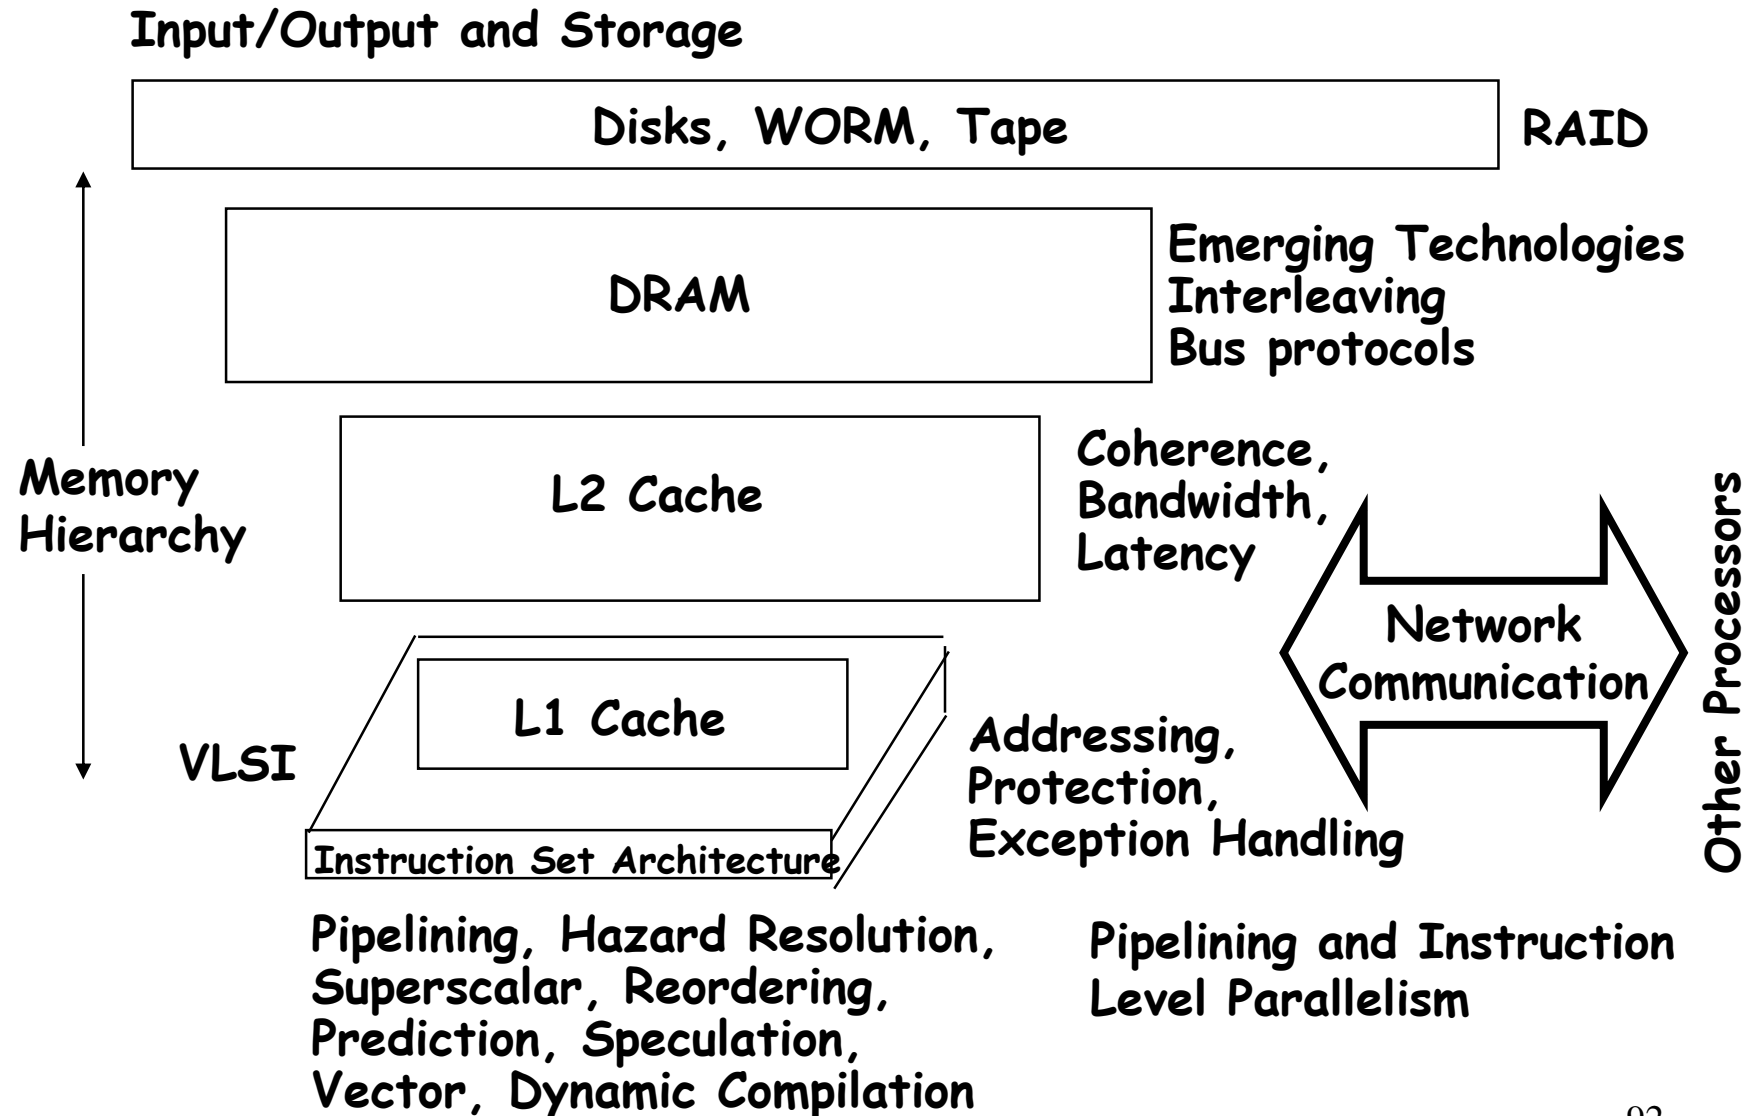 Input/Output and Storage
Disks, WORM, Tape
RAID
DRAM
Emerging Technologies
Interleaving
Bus protocols
Memory
Hierarchy
L2 Cache
Coherence,
Bandwidth,
Latency
Network
Communication
Other Processors
L1 Cache
VLSI
Addressing,
Protection,
Exception Handling
Instruction Set Architecture
Pipelining, Hazard Resolution,
Superscalar, Reordering,
Prediction, Speculation,
Vector, Dynamic Compilation
Pipelining and Instruction
Level Parallelism